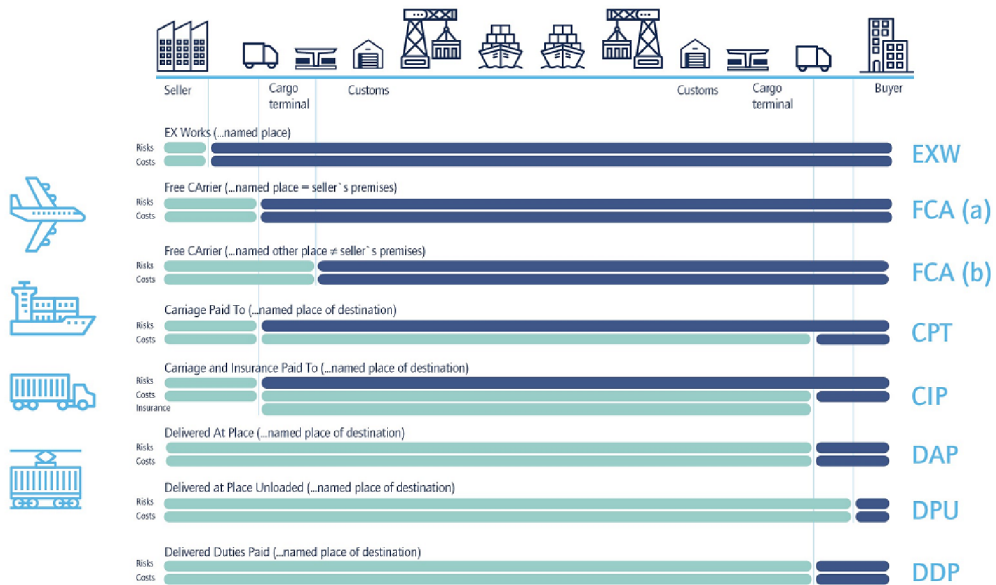 Seller
Cargo
terminal
Customs
Customs
Cargo
terminal
Buyer
EX Works (...named place)
Risks
Costs
EXW
Free CArrier (...named place = seller`s premises)
Risks
Costs
FCA (a)
Free CArrier (...named other place ≠ seller`s premises)
Risks
Costs
FCA (b)
Carriage Paid To (...named place of destination)
Risks
Costs
CPT
Carriage and Insurance Paid To (...named place of destination)
Risks
Costs
Insurance
CIP
Delivered At Place (...named place of destination)
Risks
Costs
DAP
Delivered at Place Unloaded (...named place of destination)
Risks
Costs
DPU
Delivered Duties Paid (...named place of destination)
Risks
Costs
DDP